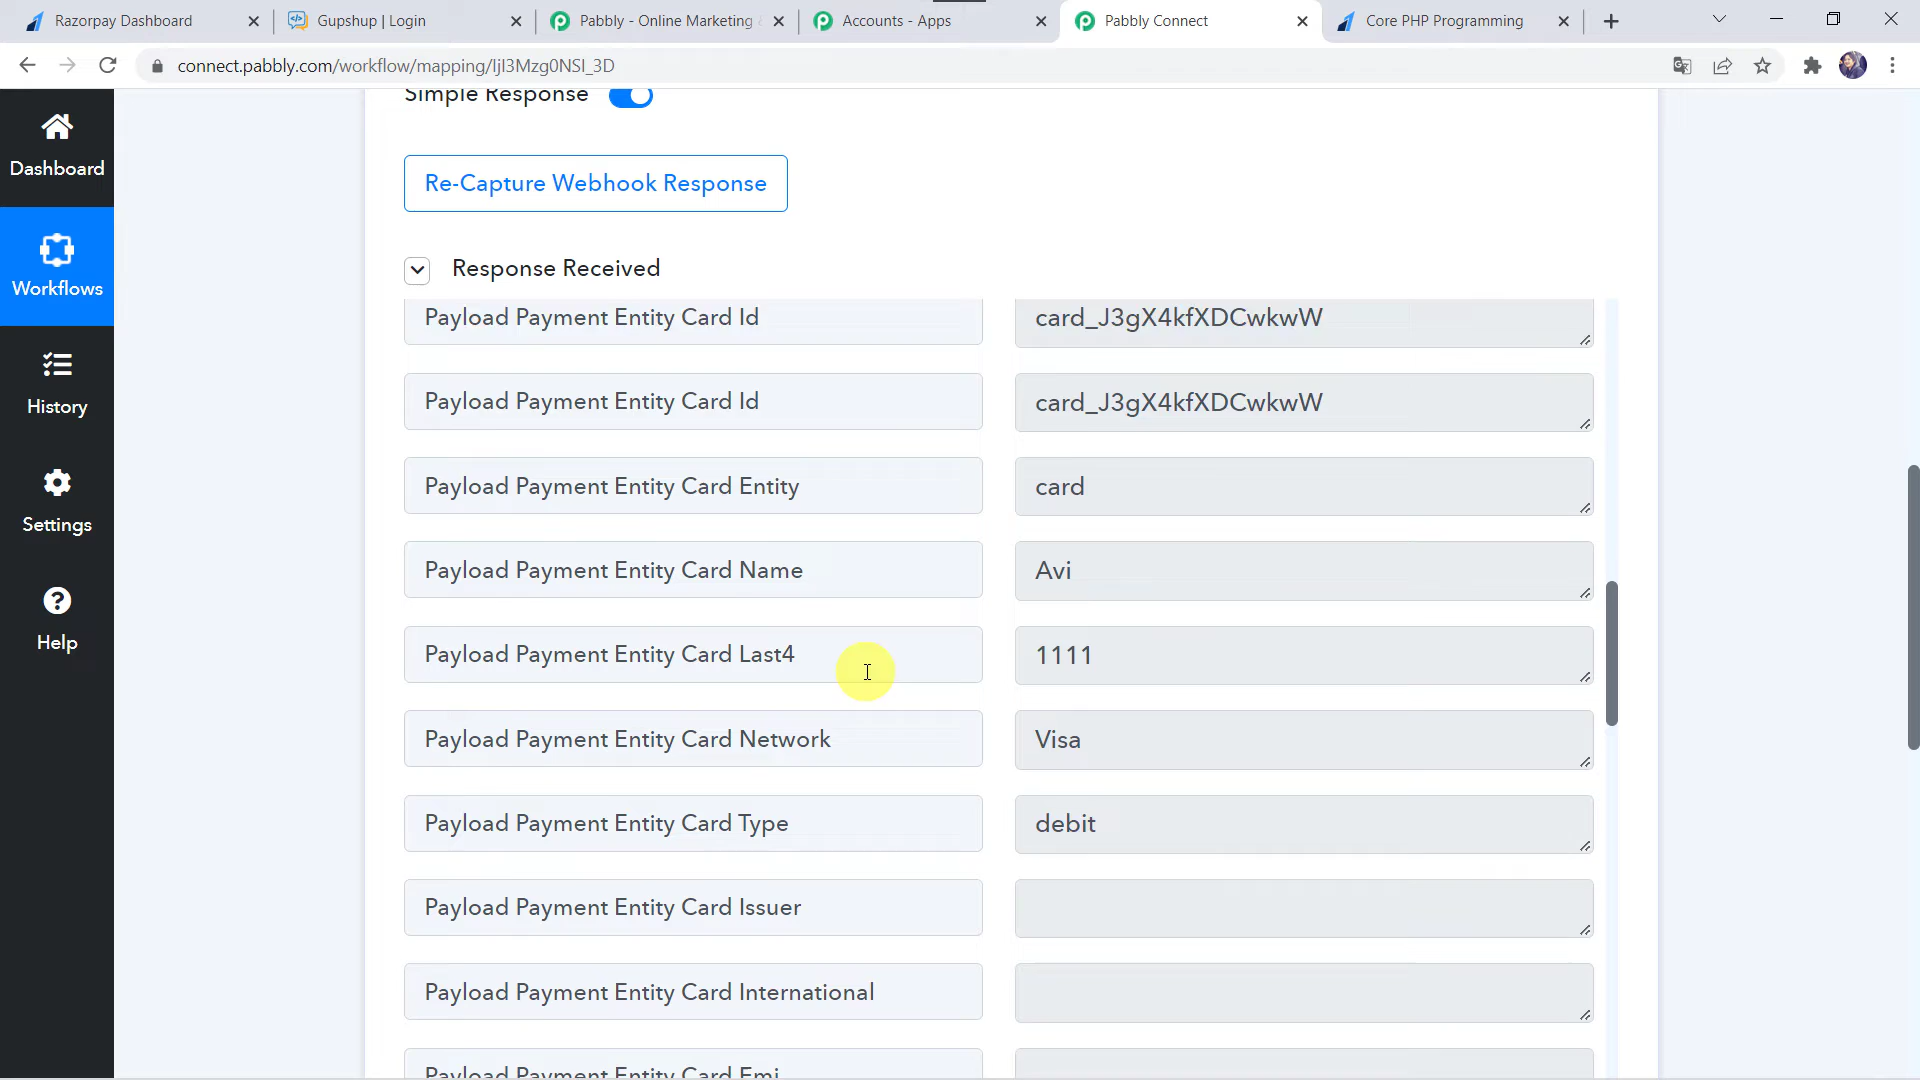 Razorpay Dashboard
Gupshup | Login
Pabbly - Online Marketing
Accounts - Apps
Pabbly Connect
Core PHP Programming
connect.pabbly.com/workflow/mapping/IjI3Mzg0NSI_3D
Dashboard
Workflows
History
Settings
Help
Simple Response
Re-Capture Webhook Response
Response Received
Payload Payment Entity Card Id
card_J3gX4kfXDCwkwW
Payload Payment Entity Card Id
card_J3gX4kfXDCwkwW
Payload Payment Entity Card Entity
card
Payload Payment Entity Card Name
Avi
Payload Payment Entity Card Last4
1111
Payload Payment Entity Card Network
Visa
Payload Payment Entity Card Type
debit
Payload Payment Entity Card Issuer
Payload Payment Entity Card International
Payload Payment Entity Card Emi